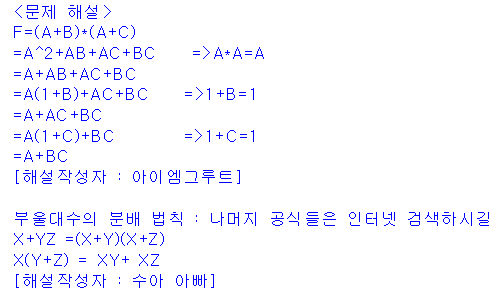 <문제 해설>
F=(A+B)*(A+C)
=A^2+AB+AC+BC =>A*A=A
=A+AB+AC+BC
=A(1+B)+AC+BC =>1+B=1
=A+AC+BC
=A(1+C)+BC =>1+C=1
=A+BC
[해설작성자 : 아이엠그루트]
부울대수의 분배 법칙 : 나머지 공식들은 인터넷 검색하시길
X+YZ =(X+Y)(X+Z)
X(Y+Z) = XY+ XZ
[해설작성자 : 수아 아빠]